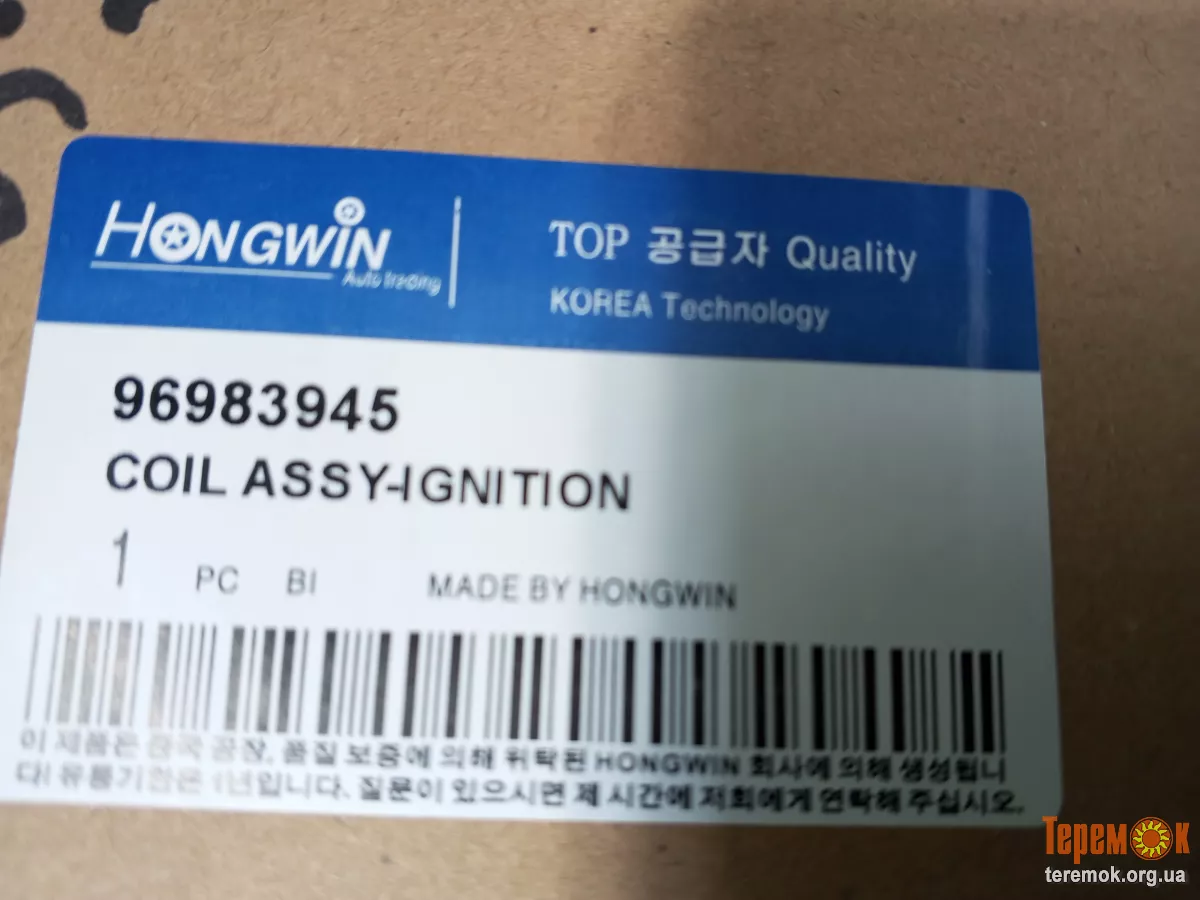 HONGWIN
Auto trading
TOP 공급자 Quality
KOREA Technology
96983945
COIL ASSY-IGNITION
1 PC BI MADE BY HONGWIN
이 제품은 공장, 품질 보증에 의해 위탁된 HONGWIN 회사에 의해 생성됩니
다! 유통기한은 1년입니다. 질문이 있으시면 제 시간에 저희에게 연락해 주십시오.
Теремок
teremok.org.ua